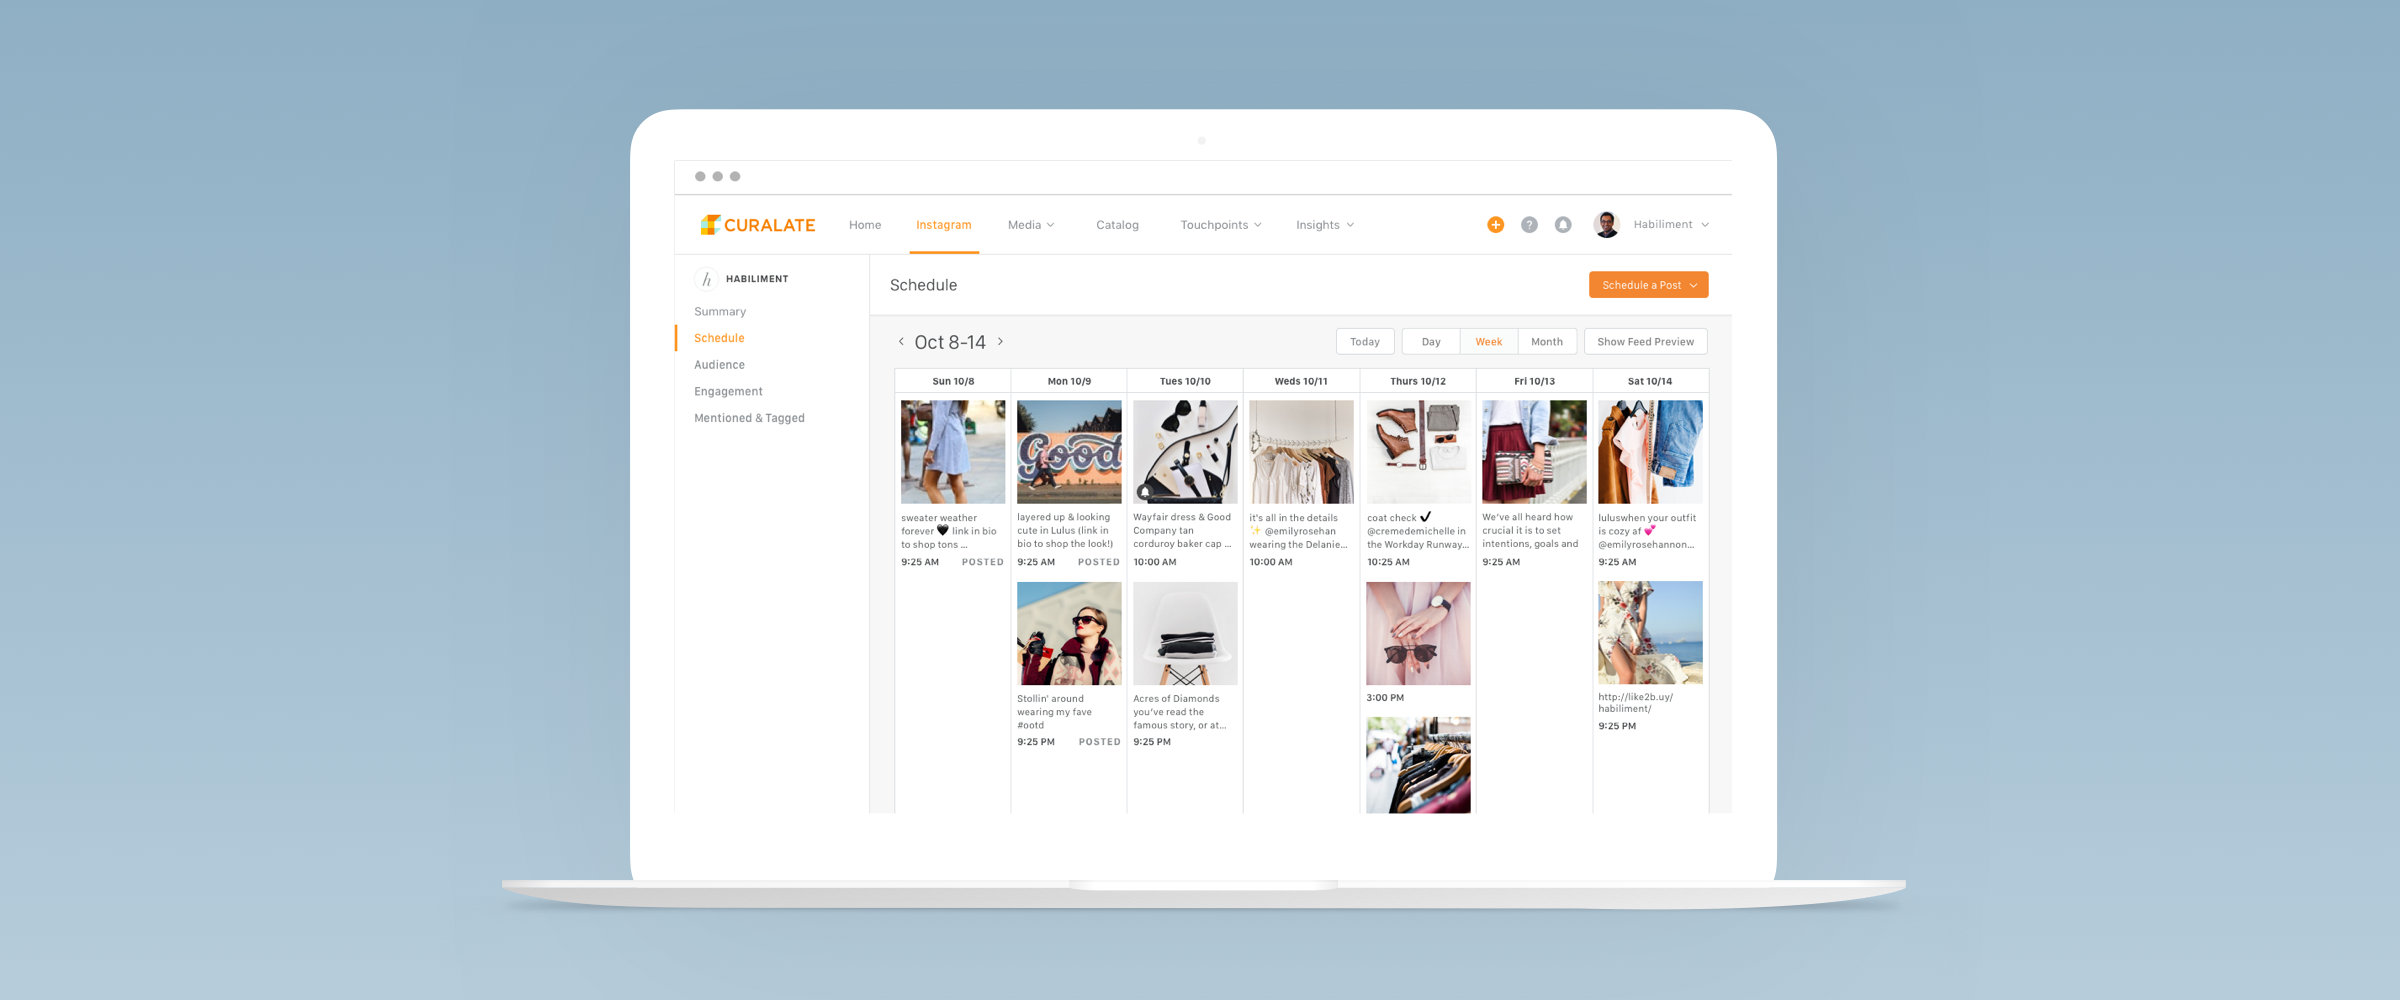 CURALATE
Home
Instagram
Media
Catalog
Touchpoints
Insights
Habiliment
h HABILIMENT
Summary
Schedule
Audience
Engagement
Mentioned & Tagged
Schedule
Schedule a Post
Oct 8-14
Today
Day
Week
Month
Show Feed Preview
Sun 10/8
Mon 10/9
Tues 10/10
Weds 10/11
Thurs 10/12
Fri 10/13
Sat 10/14
sweater weather
forever 🖤 link in bio
to shop tons ...
9:25 AM POSTED
Good
layered up & looking
cute in Lulus (link in
bio to shop the look!)
9:25 AM POSTED
Wayfair dress & Good
Company tan
corduroy baker cap ...
10:00 AM
it's all in the details
✨ @emilyrosehan
wearing the Delanie...
10:00 AM
coat check ✔
@cremedemichelle in
the Workday Runway...
10:25 AM
We've all heard how
crucial it is to set
intentions, goals and
9:25 AM
luluswhen your outfit
is cozy af 💕
@emilyrosehannon...
9:25 AM
Stollin' around
wearing my fave
#ootd
9:25 PM POSTED
Acres of Diamonds
you've read the
famous story, or at...
9:25 PM
3:00 PM
http://like2b.uy/
habiliment/
9:25 PM